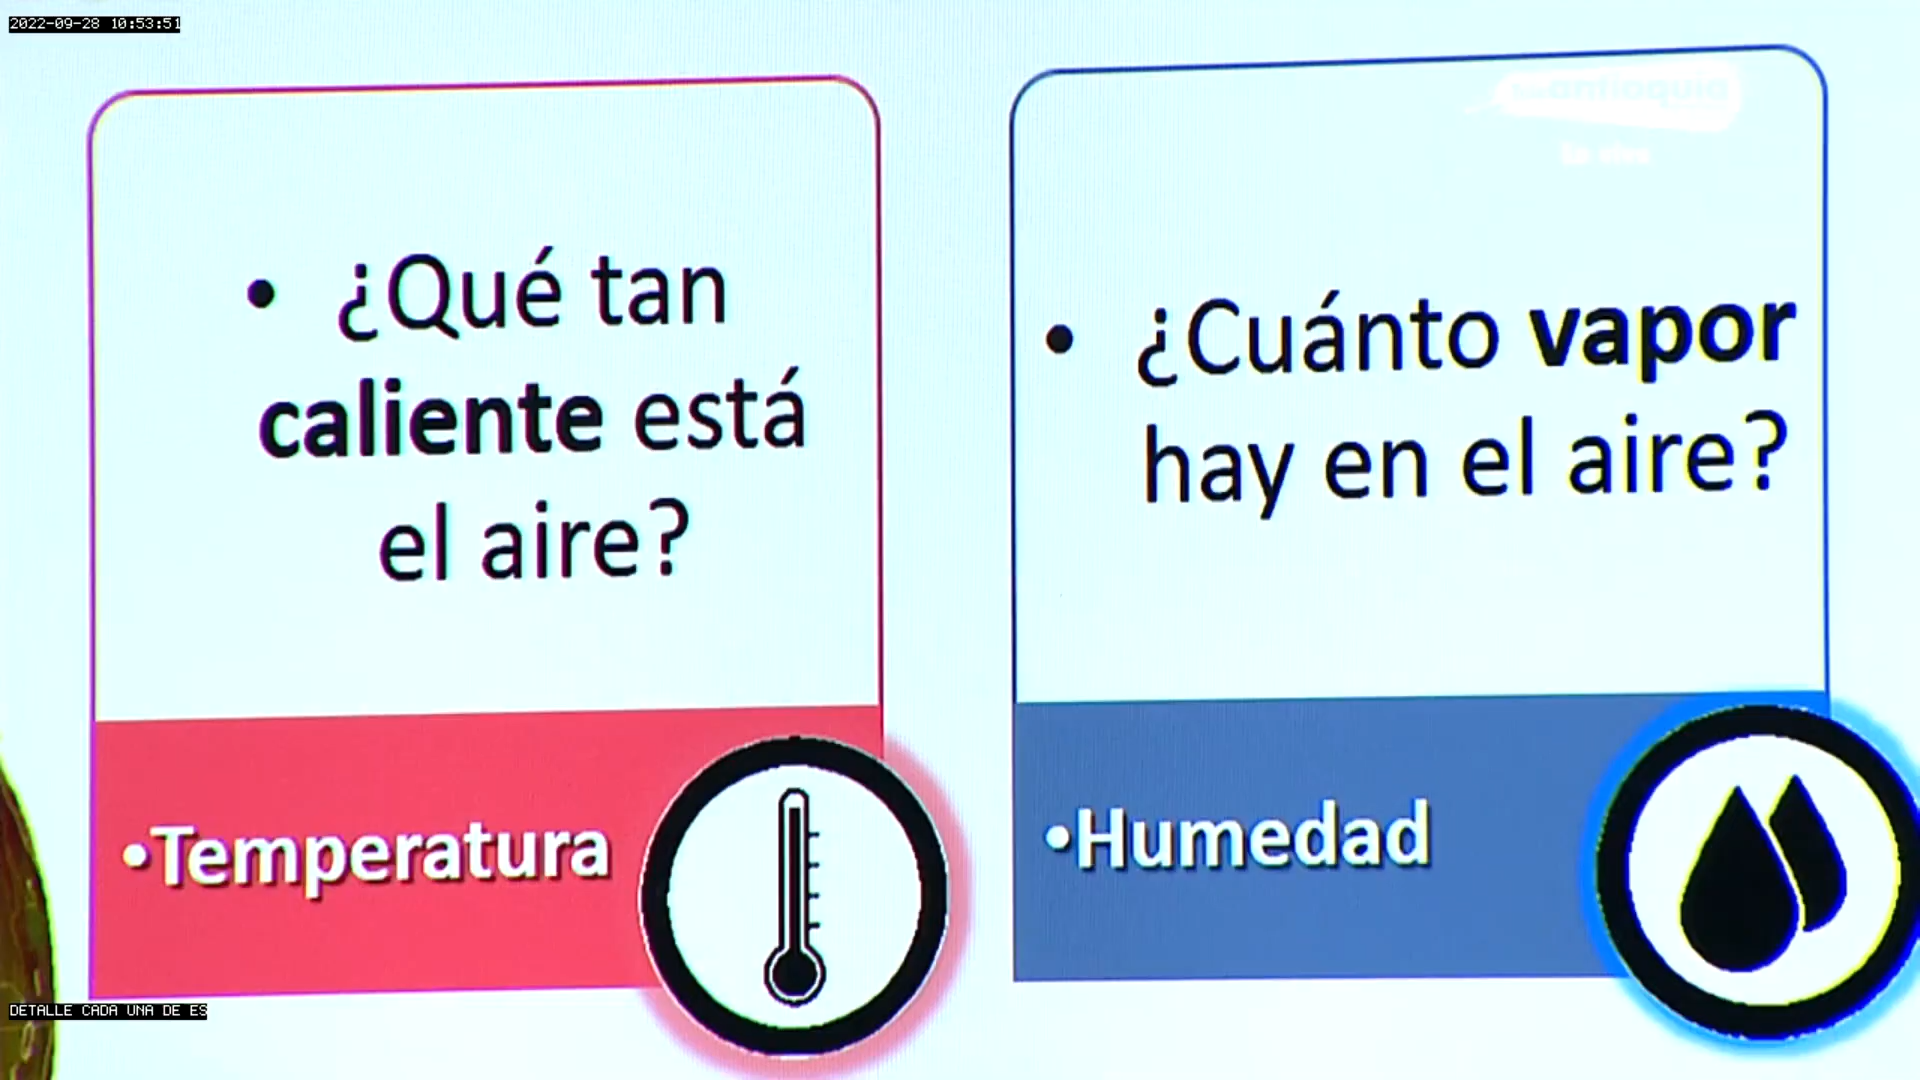 2022-09-28 10:53:51
antioquia
• ¿Qué tan
caliente está
el aire?
•Temperatura
• ¿Cuánto vapor
hay en el aire?
•Humedad
DETALLE CADA UNA DE ES